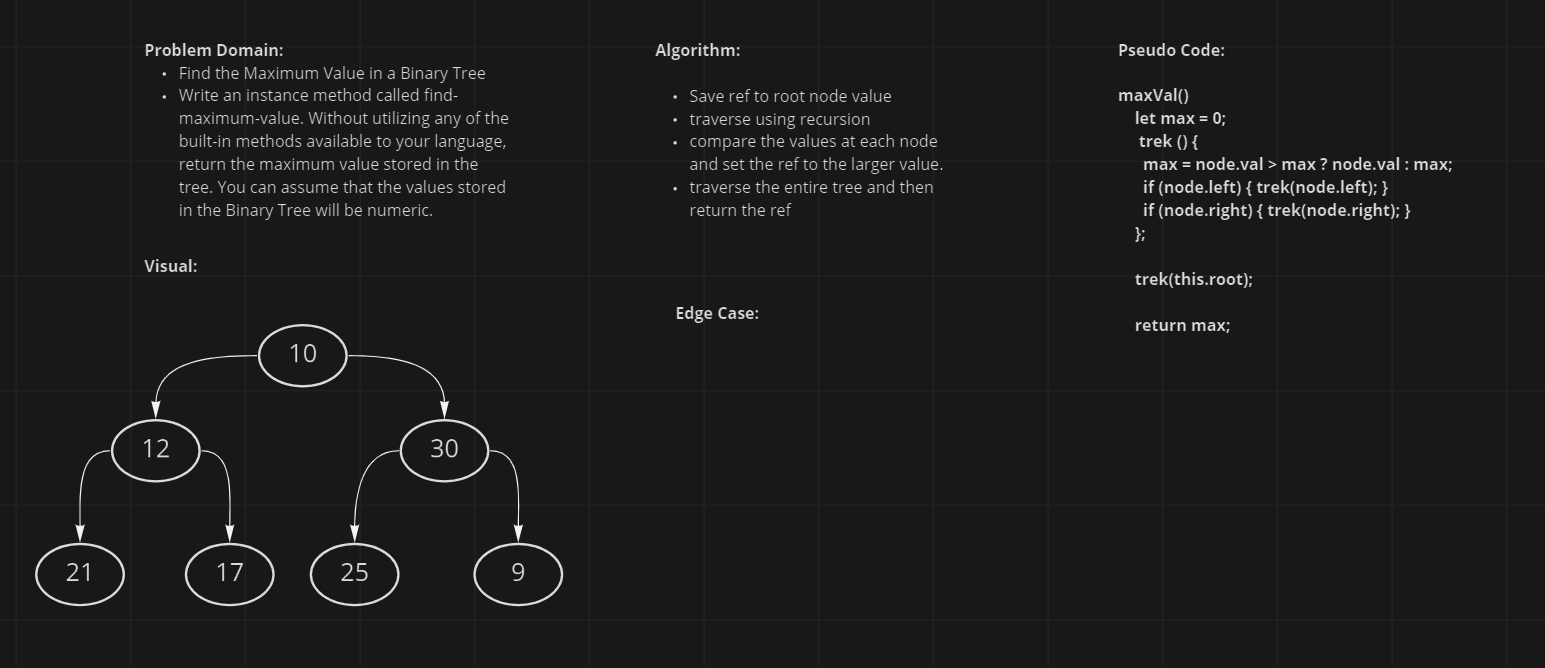 Problem Domain:
• Find the Maximum Value in a Binary Tree
• Write an instance method called find-
maximum-value. Without utilizing any of the
built-in methods available to your language,
return the maximum value stored in the
tree. You can assume that the values stored
in the Binary Tree will be numeric.
Visual:
10
12
30
21
17
25
9
Algorithm:
• Save ref to root node value
• traverse using recursion
• compare the values at each node
and set the ref to the larger value.
• traverse the entire tree and then
return the ref
Edge Case:
Pseudo Code:
maxVal()
let max = 0;
trek () {
max = node.val > max ? node.val : max;
if (node.left) { trek(node.left); }
if (node.right) { trek(node.right); }
};
trek(this.root);
return max;